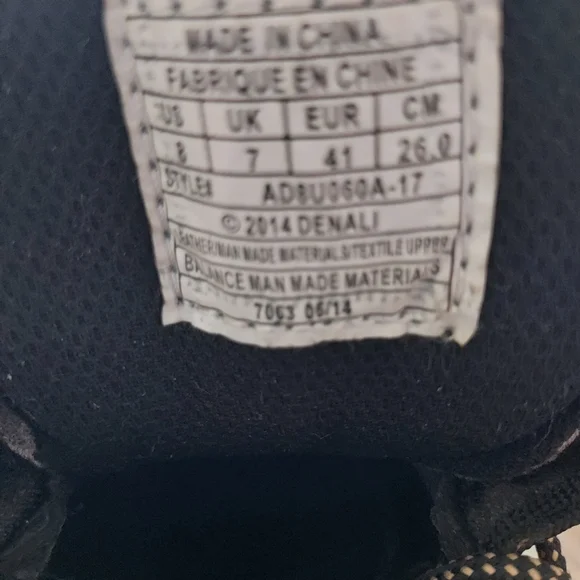 MADE IN CHINA
FABRIQUE EN CHINE
US UK EUR CM
8 7 41 26.0
STYLE# AD8U060A-17
© 2014 DENALI
LEATHER/MAN MADE MATERIALS/TEXTILE UPPER
BALANCE MAN MADE MATERIALS
7063 06/14